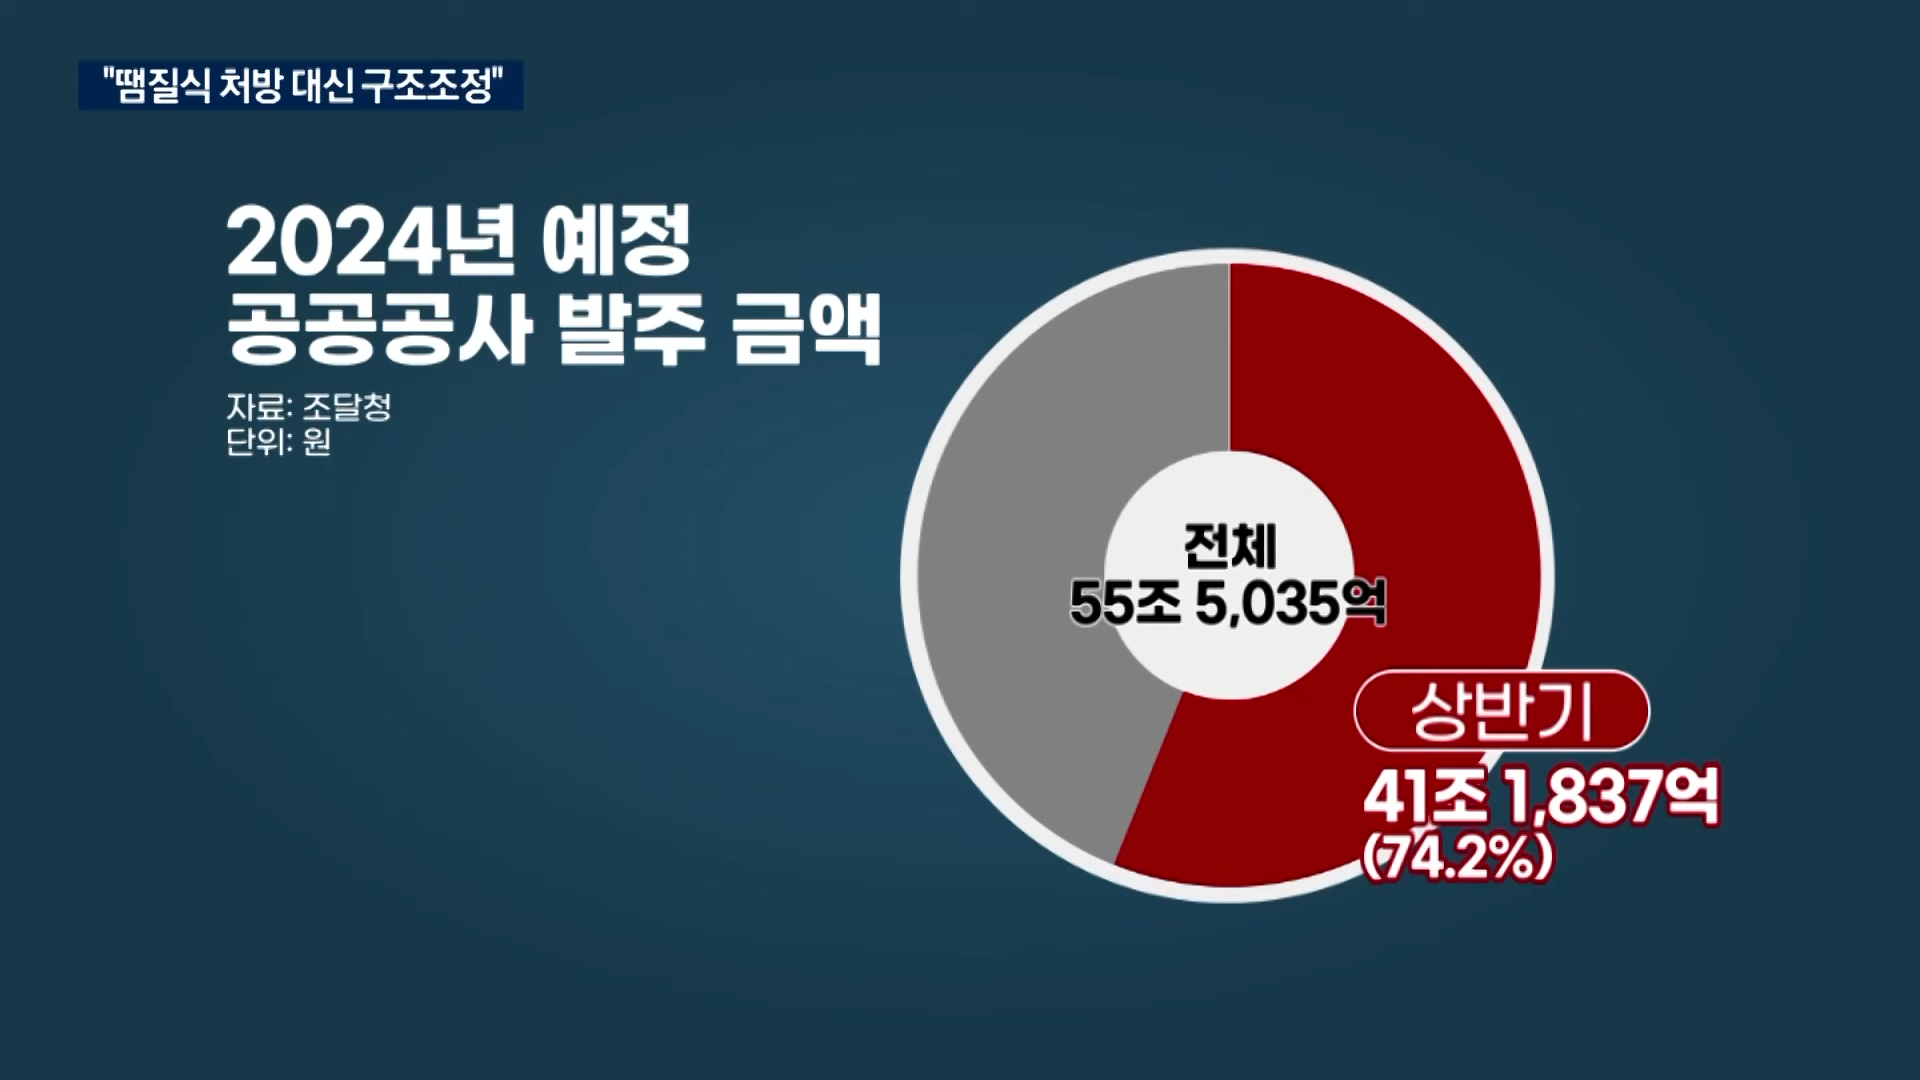 "땜질식 처방 대신 구조조정"
2024년 예정
공공공사 발주 금액
자료: 조달청
단위: 원
전체
55조 5,035억
상반기
41조 1,837억
(74.2%)